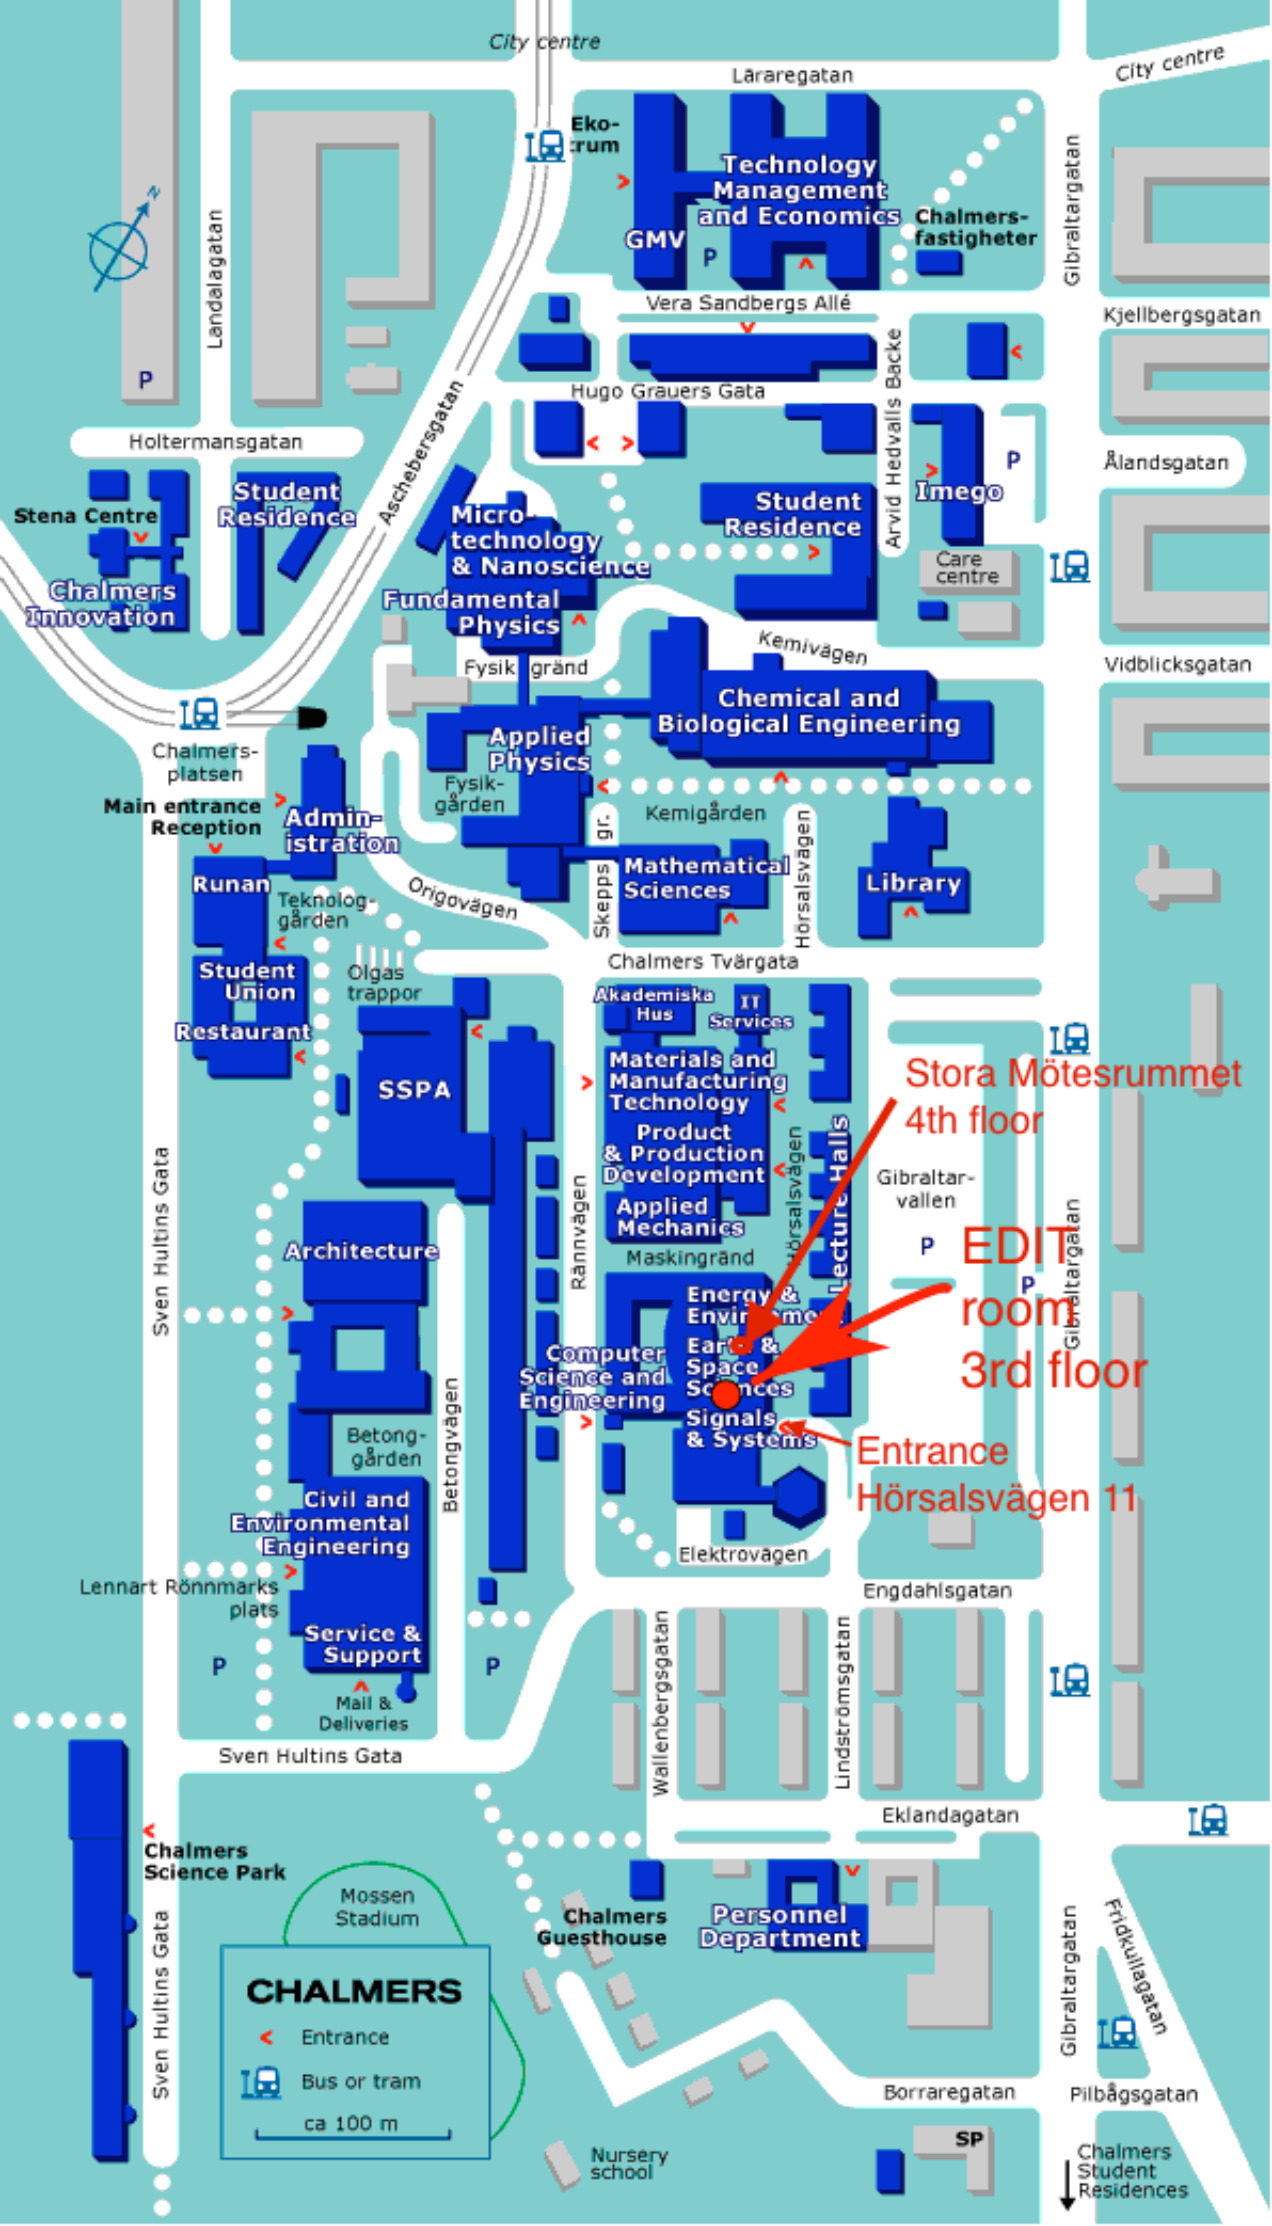 City centre
Läraregatan
City centre
Eko-
trum
Technology
Management
and Economics
GMV
P
Chalmers-
fastigheter
Gibraltargatan
N
Landalagatan
Vera Sandbergs Allé
Kjellbergsgatan
P
Hugo Grauers Gata
Arvid Hedvalls Backe
Holtermansgatan
Aschebergsgatan
P
Ålandsgatan
Stena Centre
Student
Residence
Micro-
technology
& Nanoscience
Student
Residence
Imego
Care
centre
Chalmers
Innovation
Fundamental
Physics
Kemivägen
Fysik gränd
Vidblicksgatan
Chemical and
Biological Engineering
Applied
Physics
Chalmers-
platsen
Fysik-
gården
Main entrance
Reception
Admin-
istration
Kemigården
Skepps gr.
Hörsalsvägen
Mathematical
Sciences
Library
Runan
Teknolog-
gården
Origovägen
Chalmers Tvärgata
Student
Union
Olgas
trappor
Restaurant
Akademiska
Hus
IT
Services
SSPA
Materials and
Manufacturing
Technology
Stora Mötesrummet
4th floor
Product
& Production
Development
Hörsalsvägen
Lecture Halls
Gibraltar-
vallen
Sven Hultins Gata
Rännvägen
Applied
Mechanics
Gibraltargatan
Architecture
Maskingränd
P
EDIT
room
3rd floor
P
Energy &
Environment
Earth &
Space
Sciences
Computer
Science and
Engineering
Signals
& Systems
Entrance
Hörsalsvägen 11
Betong-
gården
Betongvägen
Civil and
Environmental
Engineering
Elektrovägen
Lennart Rönnmarks
plats
Engdahlsgatan
Service &
Support
P
P
Mail &
Deliveries
Wallenbergsgatan
Lindströmsgatan
Sven Hultins Gata
Eklandagatan
Chalmers
Science Park
Mossen
Stadium
Chalmers
Guesthouse
Personnel
Department
Sven Hultins Gata
Gibraltargatan
Fridkullagatan
CHALMERS
Entrance
Bus or tram
ca 100 m
Borraregatan
Pilbågsgatan
Nursery
school
SP
Chalmers
Student
Residences